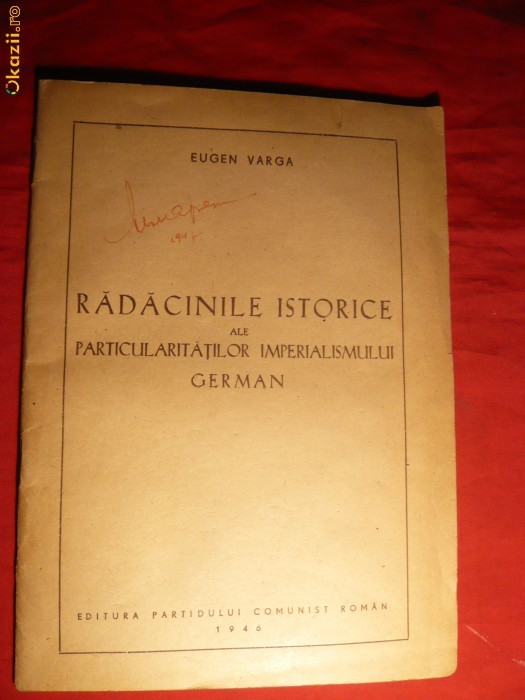 Okazii.ro
EUGEN VARGA
RĂDĂCINILE ISTORICE
ALE
PARTICULARITĂȚILOR IMPERIALISMULUI
GERMAN
EDITURA PARTIDULUI COMUNIST ROMÂN
1946